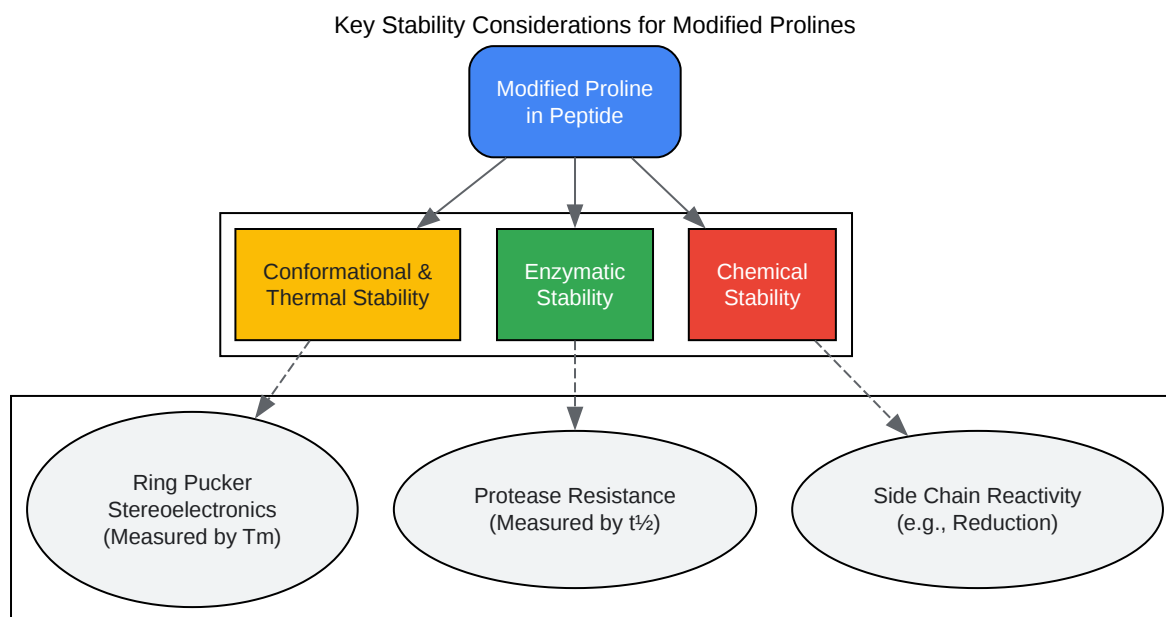 Key Stability Considerations for Modified Prolines
Modified Proline
in Peptide
Conformational &
Thermal Stability
Enzymatic
Stability
Chemical
Stability
Ring Pucker
Stereoelectronics
(Measured by Tm)
Protease Resistance
(Measured by t½)
Side Chain Reactivity
(e.g., Reduction)